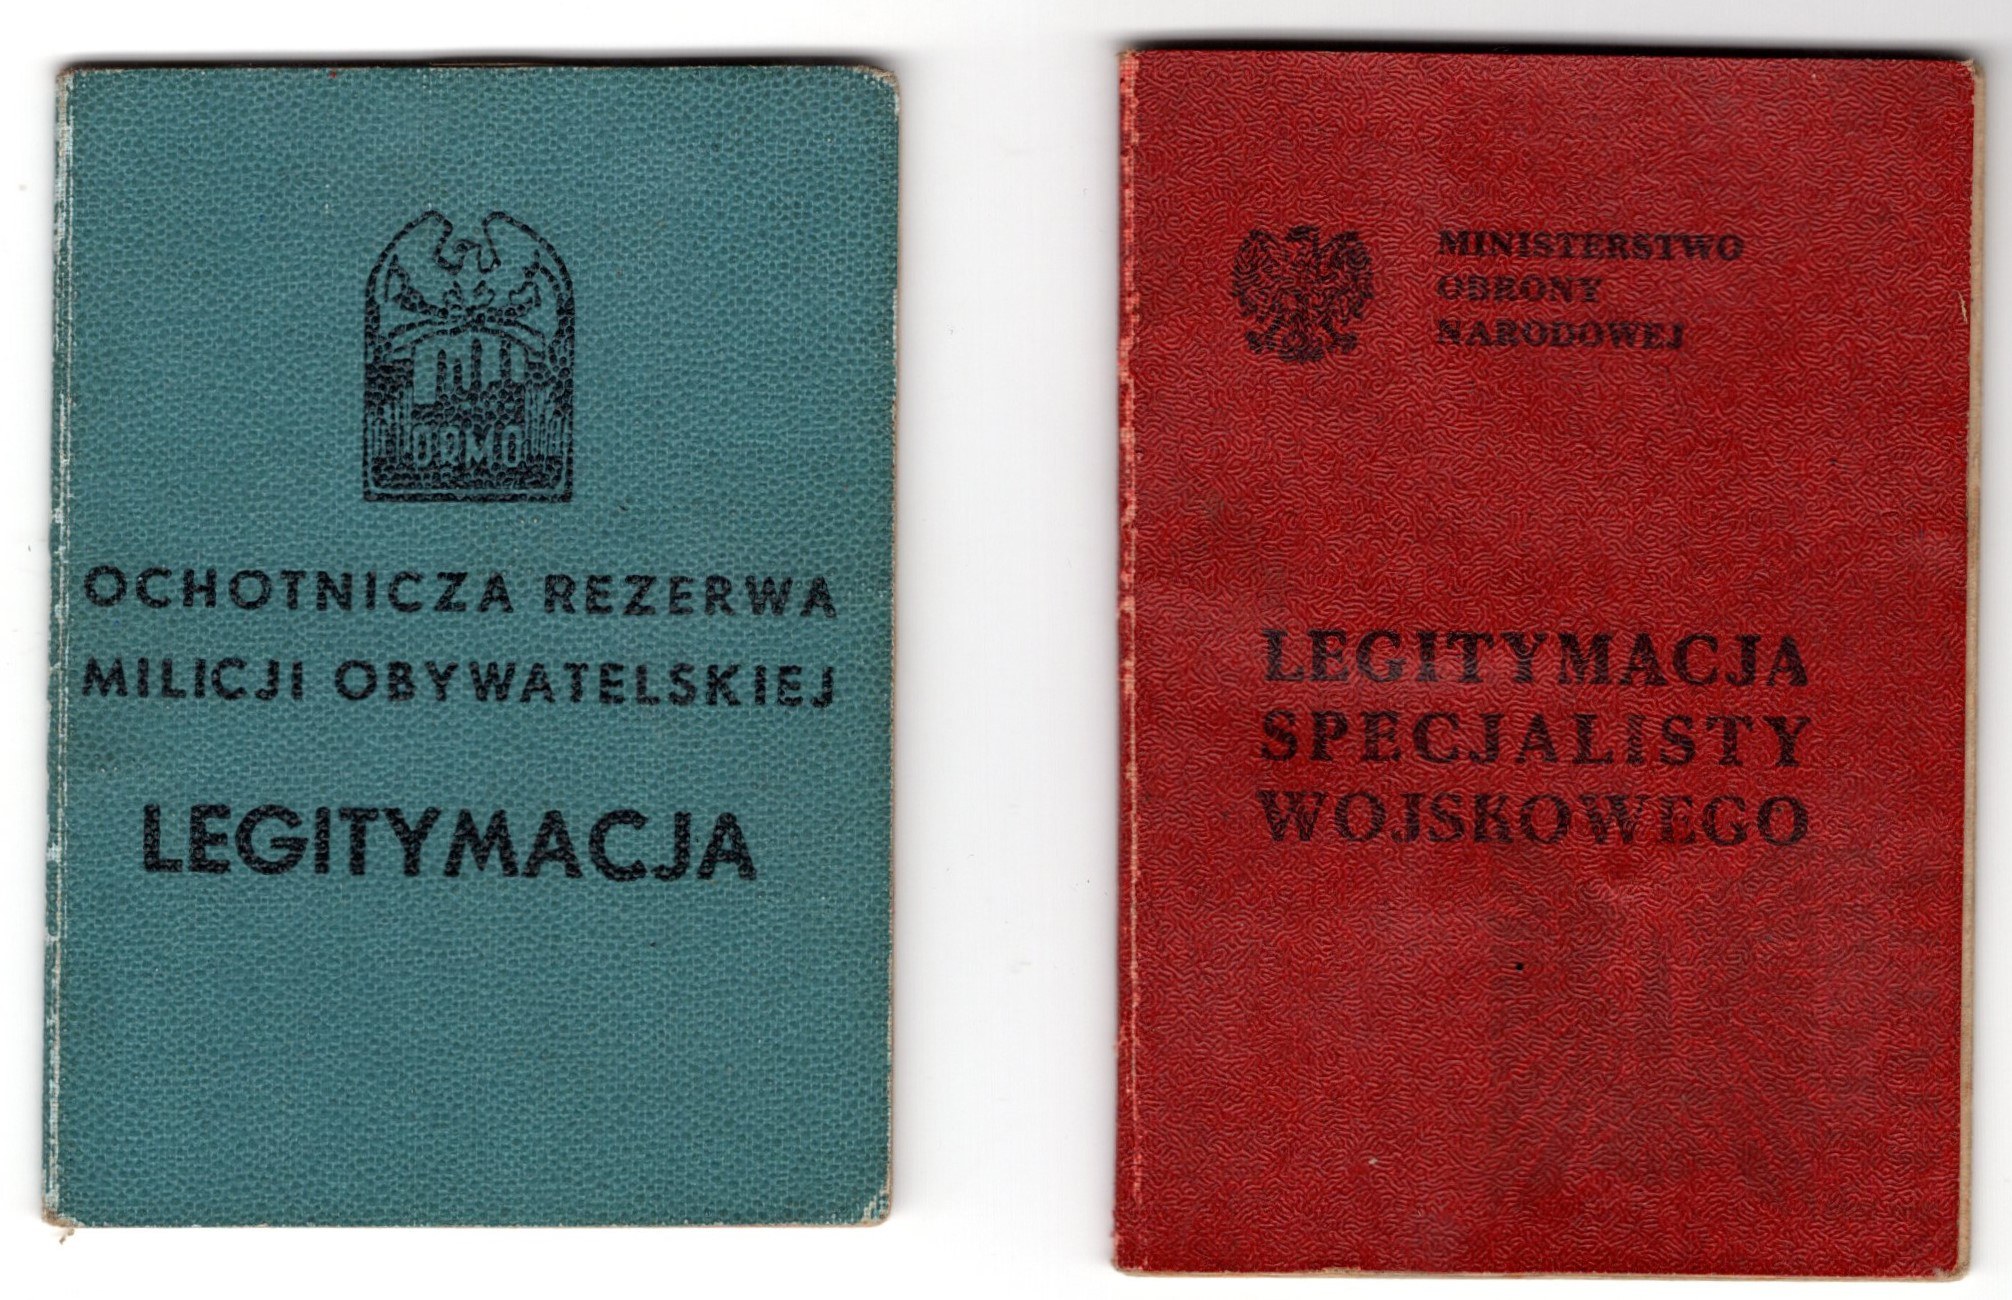 ORMO
OCHOTNICZA REZERWA
MILICJI OBYWATELSKIEJ
LEGITYMACJA
MINISTERSTWO
OBRONY
NARODOWEJ
LEGITYMACJA
SPECJALISTY
WOJSKOWEGO